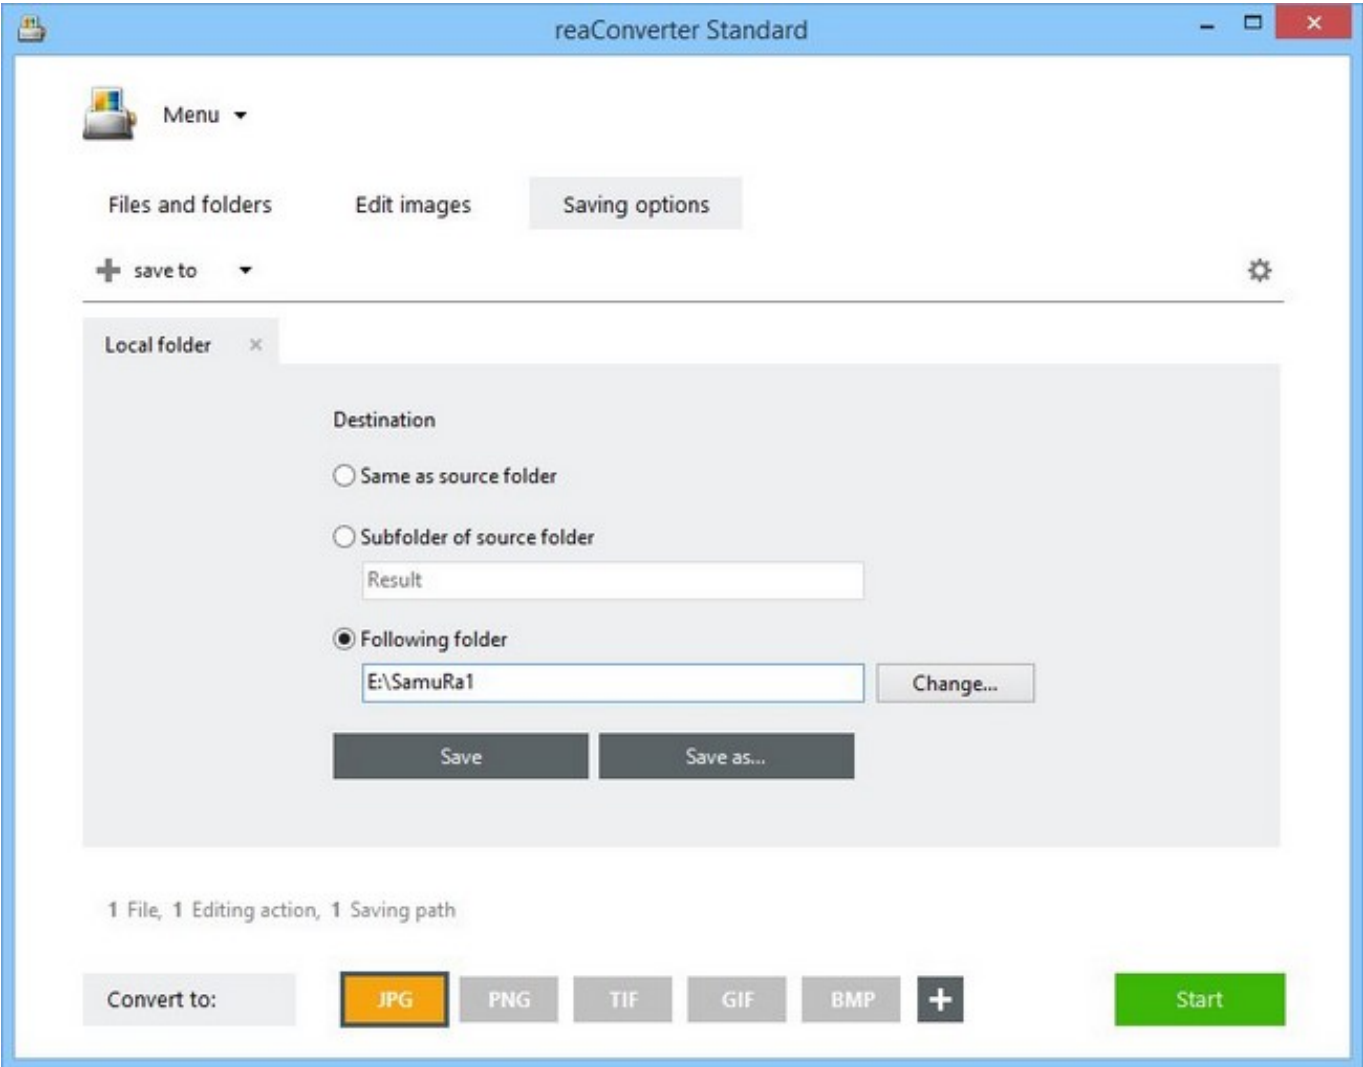 reaConverter Standard
Menu
Files and folders Edit images Saving options
save to
Local folder
Destination
Same as source folder
Subfolder of source folder
Result
Following folder
E:\SamuRa1 Change...
Save Save as...
1 File, 1 Editing action, 1 Saving path
Convert to: JPG PNG TIF GIF BMP Start